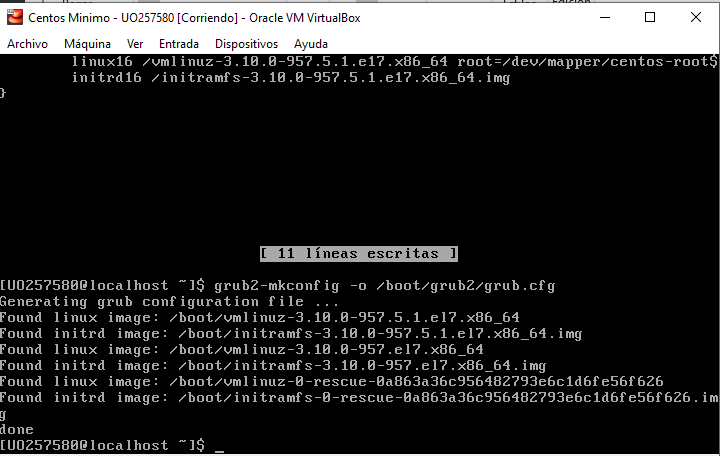 Centos Minimo - UO257580 [Corriendo] - Oracle VM VirtualBox
Archivo Máquina Ver Entrada Dispositivos Ayuda
linux16 /vmlinuz-3.10.0-957.5.1.e17.x86_64 root=/dev/mapper/centos-root$
initrd16 /initramfs-3.10.0-957.5.1.e17.x86_64.img
}
[ 11 líneas escritas ]
[UO257580@localhost ~]$ grub2-mkconfig -o /boot/grub2/grub.cfg
Generating grub configuration file ...
Found linux image: /boot/vmlinuz-3.10.0-957.5.1.el7.x86_64
Found initrd image: /boot/initramfs-3.10.0-957.5.1.el7.x86_64.img
Found linux image: /boot/vmlinuz-3.10.0-957.el7.x86_64
Found initrd image: /boot/initramfs-3.10.0-957.el7.x86_64.img
Found linux image: /boot/vmlinuz-0-rescue-0a863a36c956482793e6c1d6fe56f626
Found initrd image: /boot/initramfs-0-rescue-0a863a36c956482793e6c1d6fe56f626.im
g
done
[UO257580@localhost ~]$ _